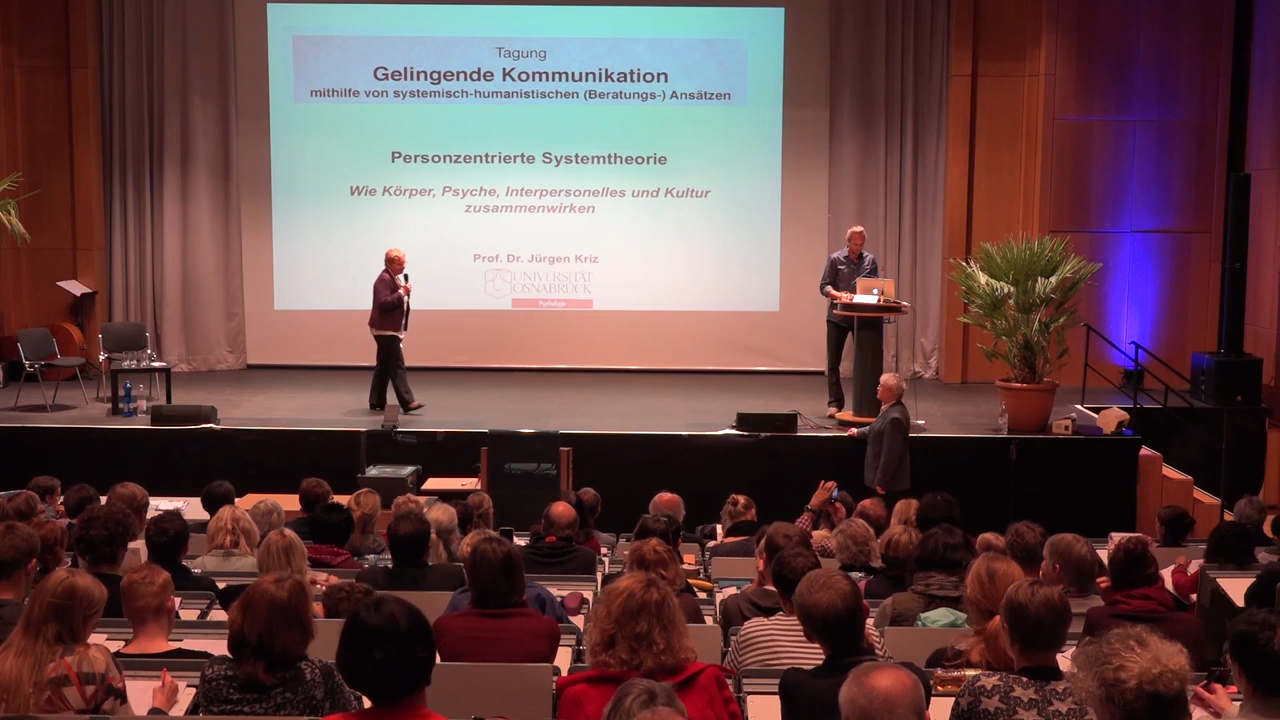 Tagung
Gelingende Kommunikation
mithilfe von systemisch-humanistischen (Beratungs-) Ansätzen
Personzentrierte Systemtheorie
Wie Körper, Psyche, Interpersonelles und Kultur
zusammenwirken
Prof. Dr. Jürgen Kriz
UNIVERSITÄT
OSNABRÜCK
Psychologie